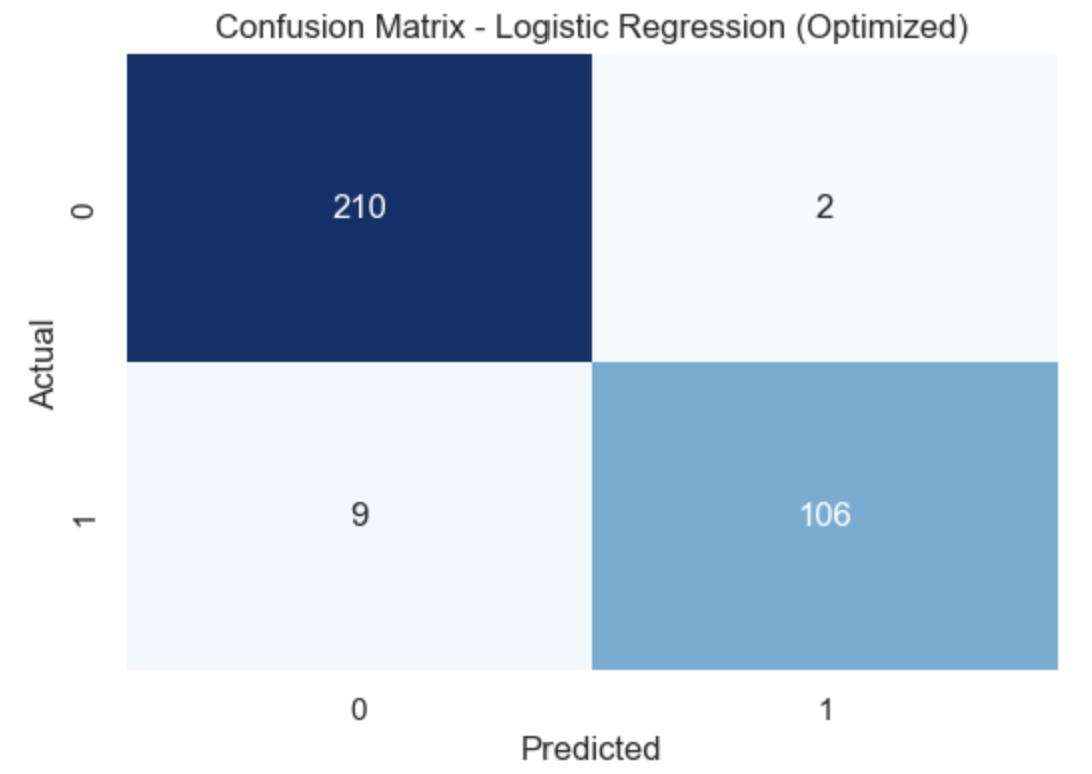 Confusion Matrix - Logistic Regression (Optimized)
210 2
0
Actual
9 106
1
0 1
Predicted